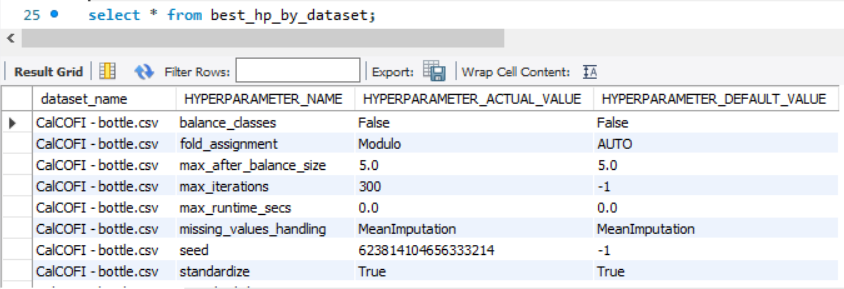 25 select * from best_hp_by_dataset;
Result Grid Filter Rows: Export: Wrap Cell Content: IA
dataset_name HYPERPARAMETER_NAME HYPERPARAMETER_ACTUAL_VALUE HYPERPARAMETER_DEFAULT_VALUE
CalCOFI - bottle.csv balance_classes False False
CalCOFI - bottle.csv fold_assignment Modulo AUTO
CalCOFI - bottle.csv max_after_balance_size 5.0 5.0
CalCOFI - bottle.csv max_iterations 300 -1
CalCOFI - bottle.csv max_runtime_secs 0.0 0.0
CalCOFI - bottle.csv missing_values_handling MeanImputation MeanImputation
CalCOFI - bottle.csv seed 623814104656333214 -1
CalCOFI - bottle.csv standardize True True